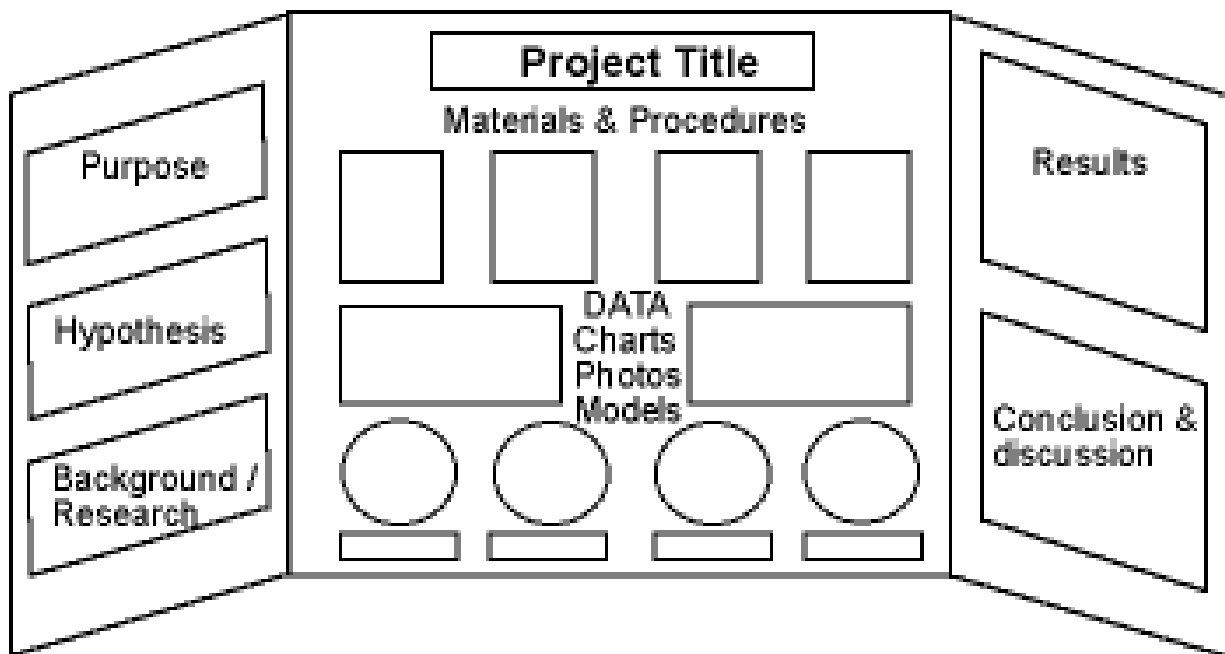 Project Title
Materials & Procedures
Purpose
Hypothesis
Background /
Research
DATA
Charts
Photos
Models
Results
Conclusion &
discussion